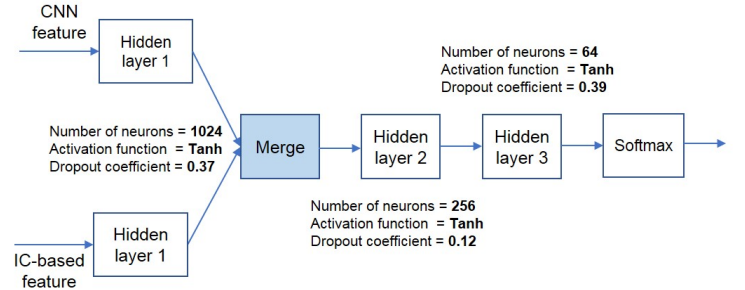 CNN
feature
Hidden
layer 1
Number of neurons = 64
Activation function = Tanh
Dropout coefficient = 0.39
Number of neurons = 1024
Activation function = Tanh
Dropout coefficient = 0.37
Merge
Hidden
layer 2
Hidden
layer 3
Softmax
Number of neurons = 256
Activation function = Tanh
Dropout coefficient = 0.12
Hidden
layer 1
IC-based
feature